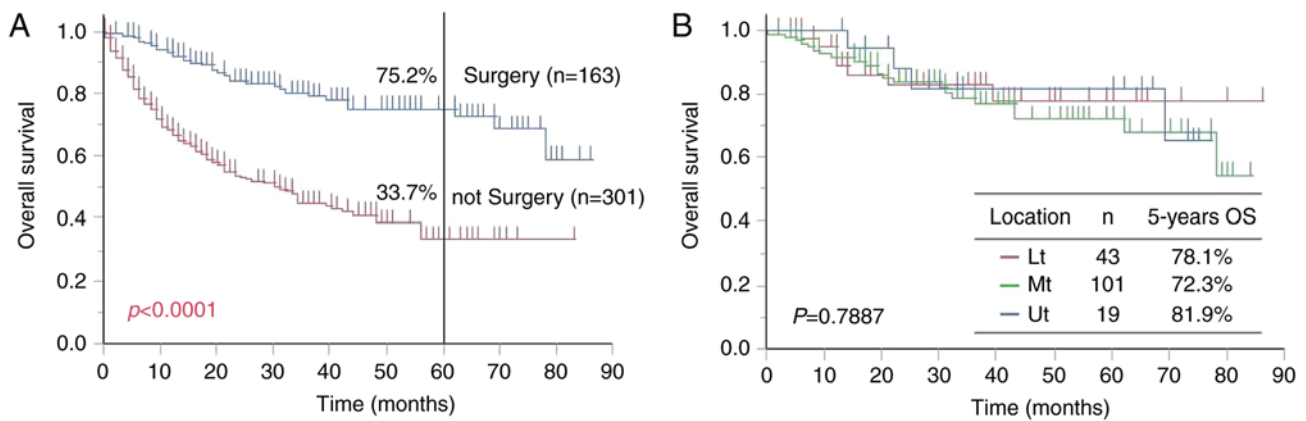 A
Overall survival
1.0
0.8
0.6
0.4
0.2
0.0
75.2%
Surgery (n=163)
33.7%
not Surgery (n=301)
p<0.0001
0 10 20 30 40 50 60 70 80 90
Time (months)
B
Overall survival
1.0
0.8
0.6
0.4
0.2
0.0
Location n 5-years OS
Lt 43 78.1%
Mt 101 72.3%
Ut 19 81.9%
P=0.7887
0 10 20 30 40 50 60 70 80 90
Time (months)